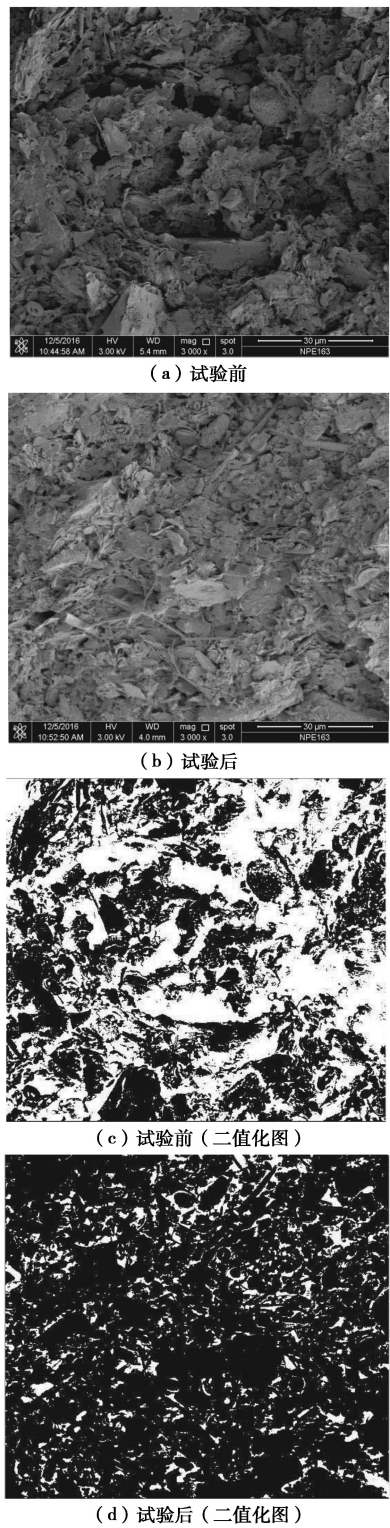 12/5/2016 HV WD mag spot 30 μm
10:44:58 AM 3.00 kV 5.4 mm 3 000 x 3.0 NPE163
(a)试验前
12/5/2016 HV WD mag spot 30 μm
10:52:50 AM 3.00 kV 4.0 mm 3 000 x 3.0 NPE163
(b)试验后
(c)试验前(二值化图)
(d)试验后(二值化图)